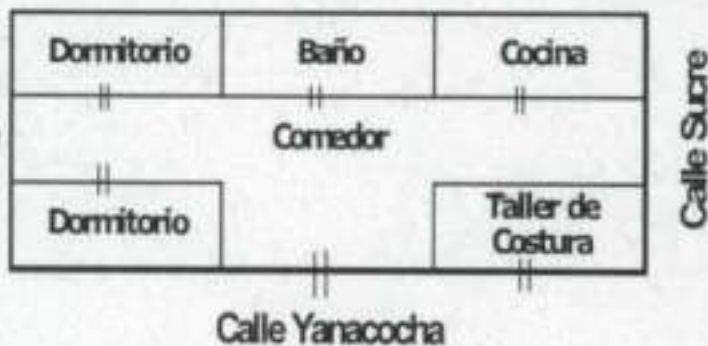 Dormitorio Baño Cocina
Comedor
Dormitorio
Taller de
Costura
Calle Yanacocha
Calle Sucre